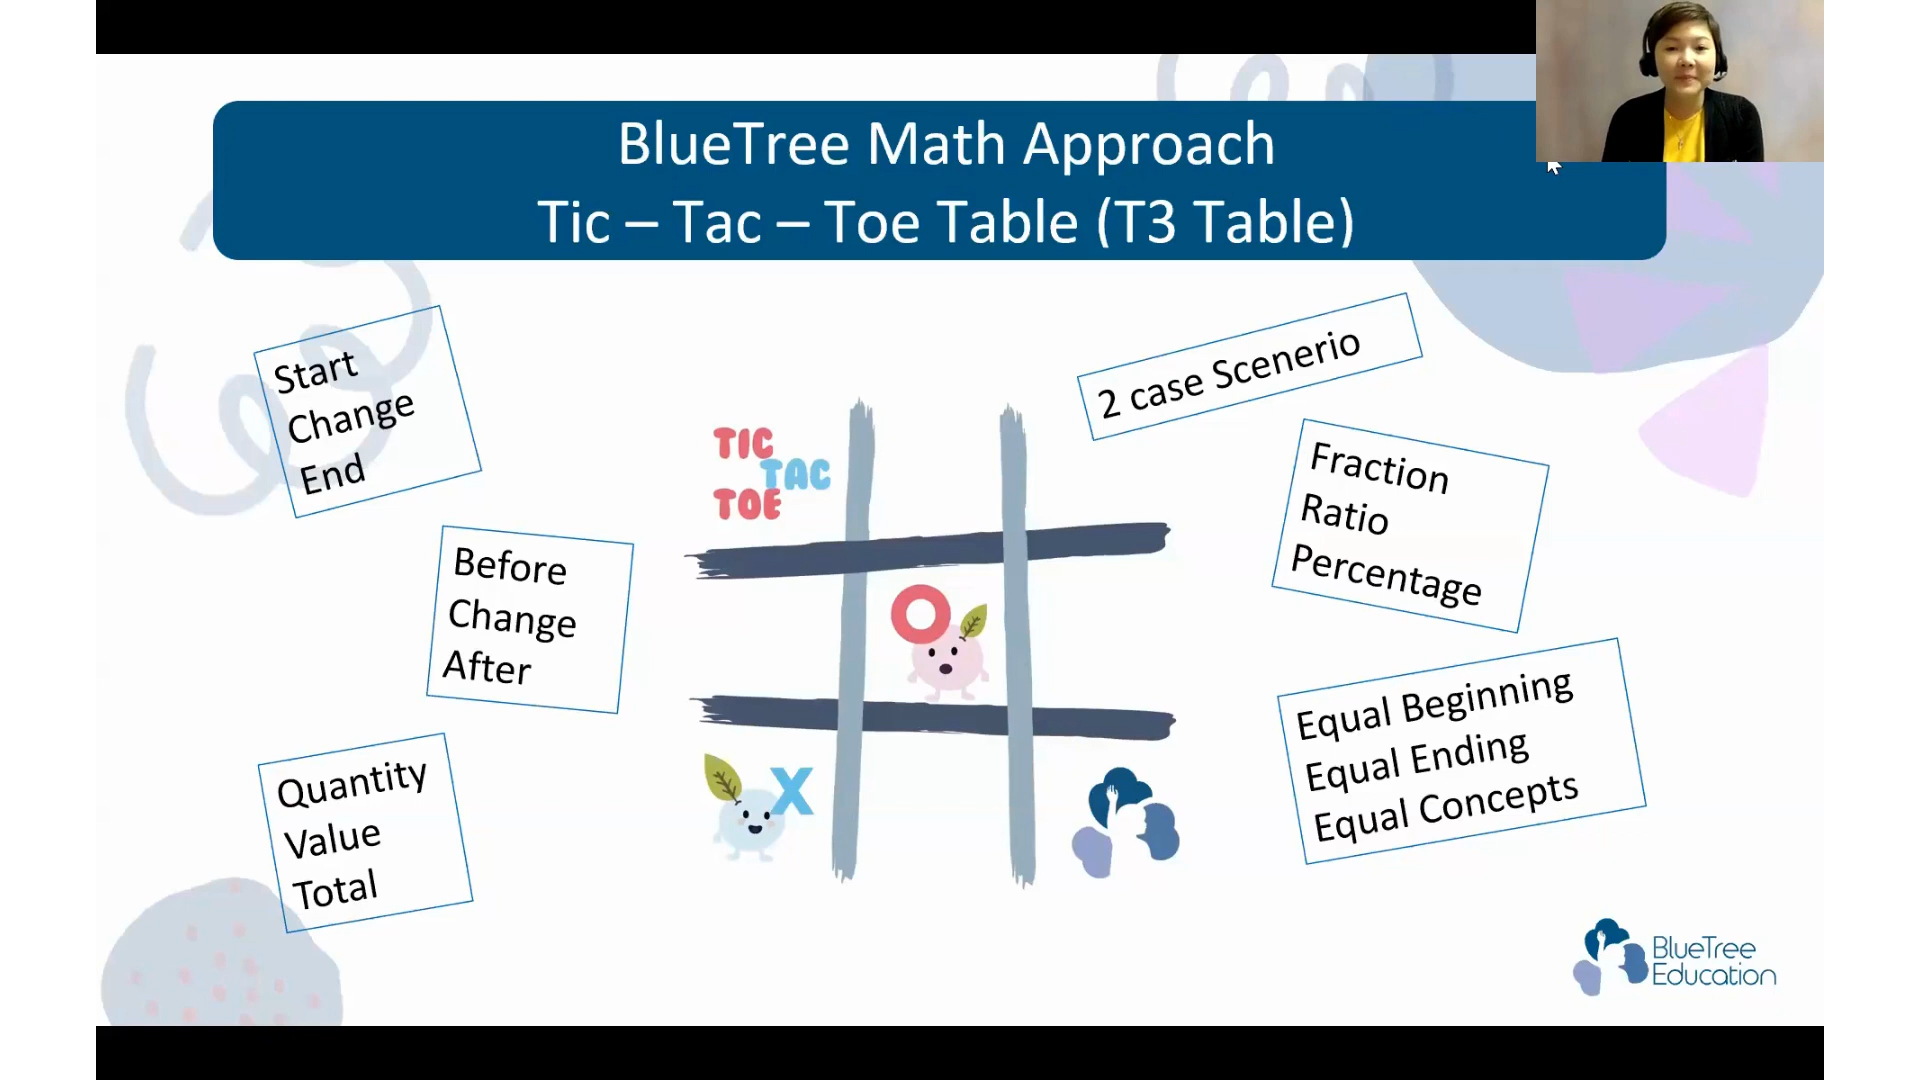 BlueTree Math Approach
Tic – Tac – Toe Table (T3 Table)
Start
Change
End
Before
Change
After
Quantity
Value
Total
TIC
TAC
TOE
O
X
2 case Scenerio
Fraction
Ratio
Percentage
Equal Beginning
Equal Ending
Equal Concepts
BlueTree
Education